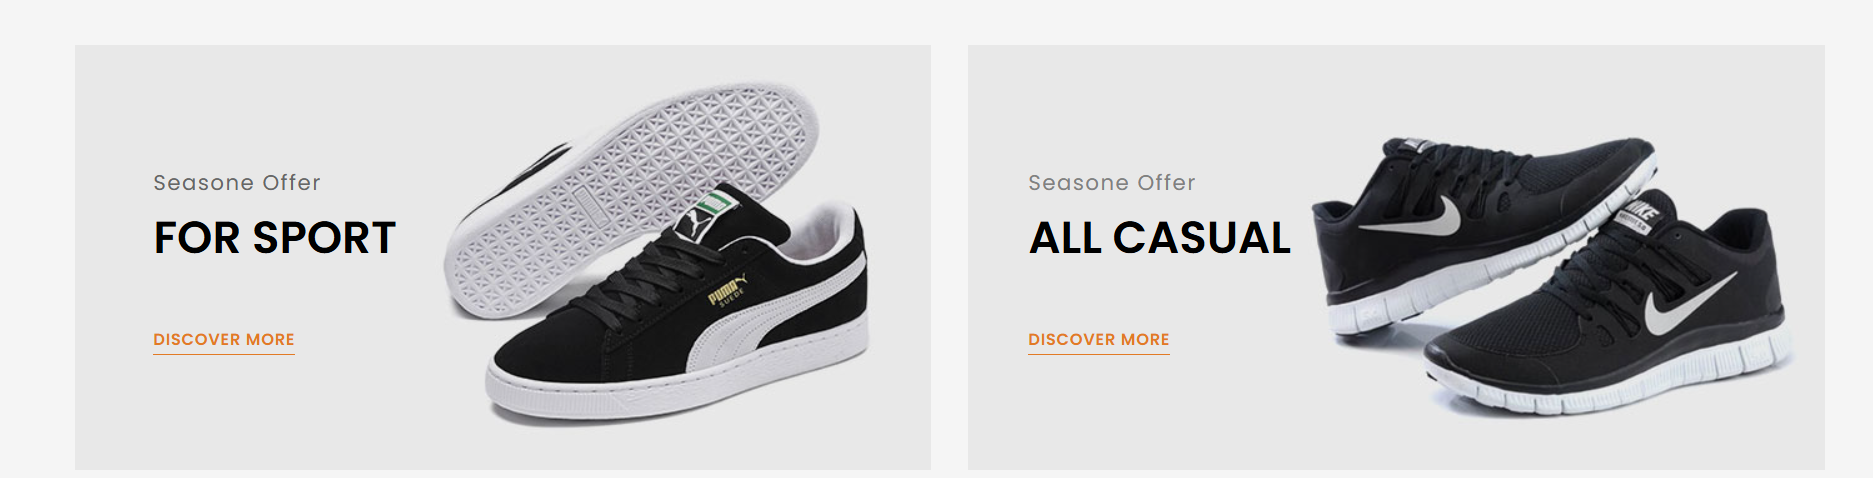 Seasone Offer
FOR SPORT
DISCOVER MORE
PUMA
SUEDE
Seasone Offer
ALL CASUAL
DISCOVER MORE
NIKE